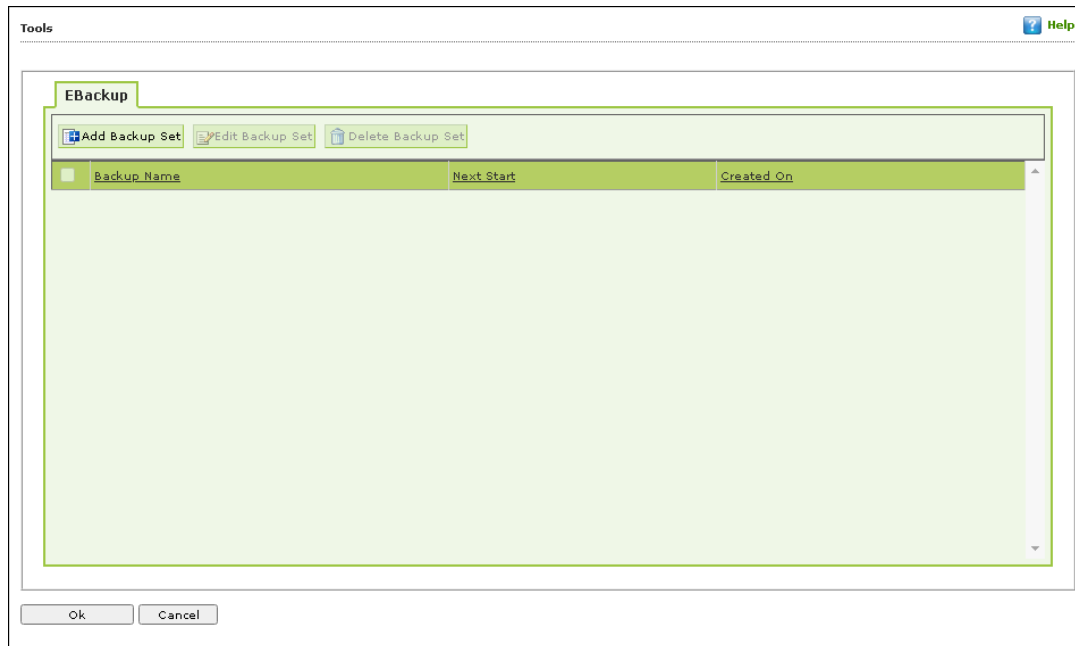 Tools
Help
EBackup
Add Backup Set Edit Backup Set Delete Backup Set
Backup Name Next Start Created On
Ok Cancel